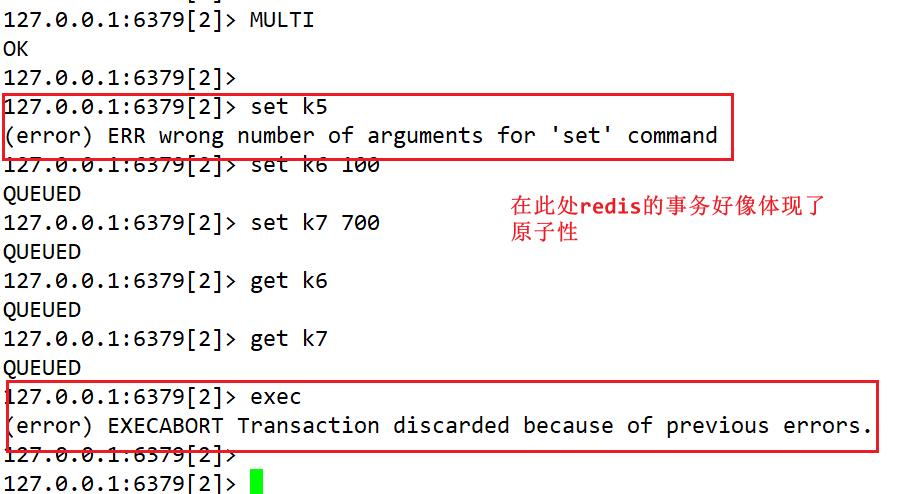 127.0.0.1:6379[2]> MULTI
OK
127.0.0.1:6379[2]>
127.0.0.1:6379[2]> set k5
(error) ERR wrong number of arguments for 'set' command
127.0.0.1:6379[2]> set k6 100
QUEUED
127.0.0.1:6379[2]> set k7 700
QUEUED
在此处redis的事务好像体现了
原子性
127.0.0.1:6379[2]> get k6
QUEUED
127.0.0.1:6379[2]> get k7
QUEUED
127.0.0.1:6379[2]> exec
(error) EXECABORT Transaction discarded because of previous errors.
127.0.0.1:6379[2]>
127.0.0.1:6379[2]>